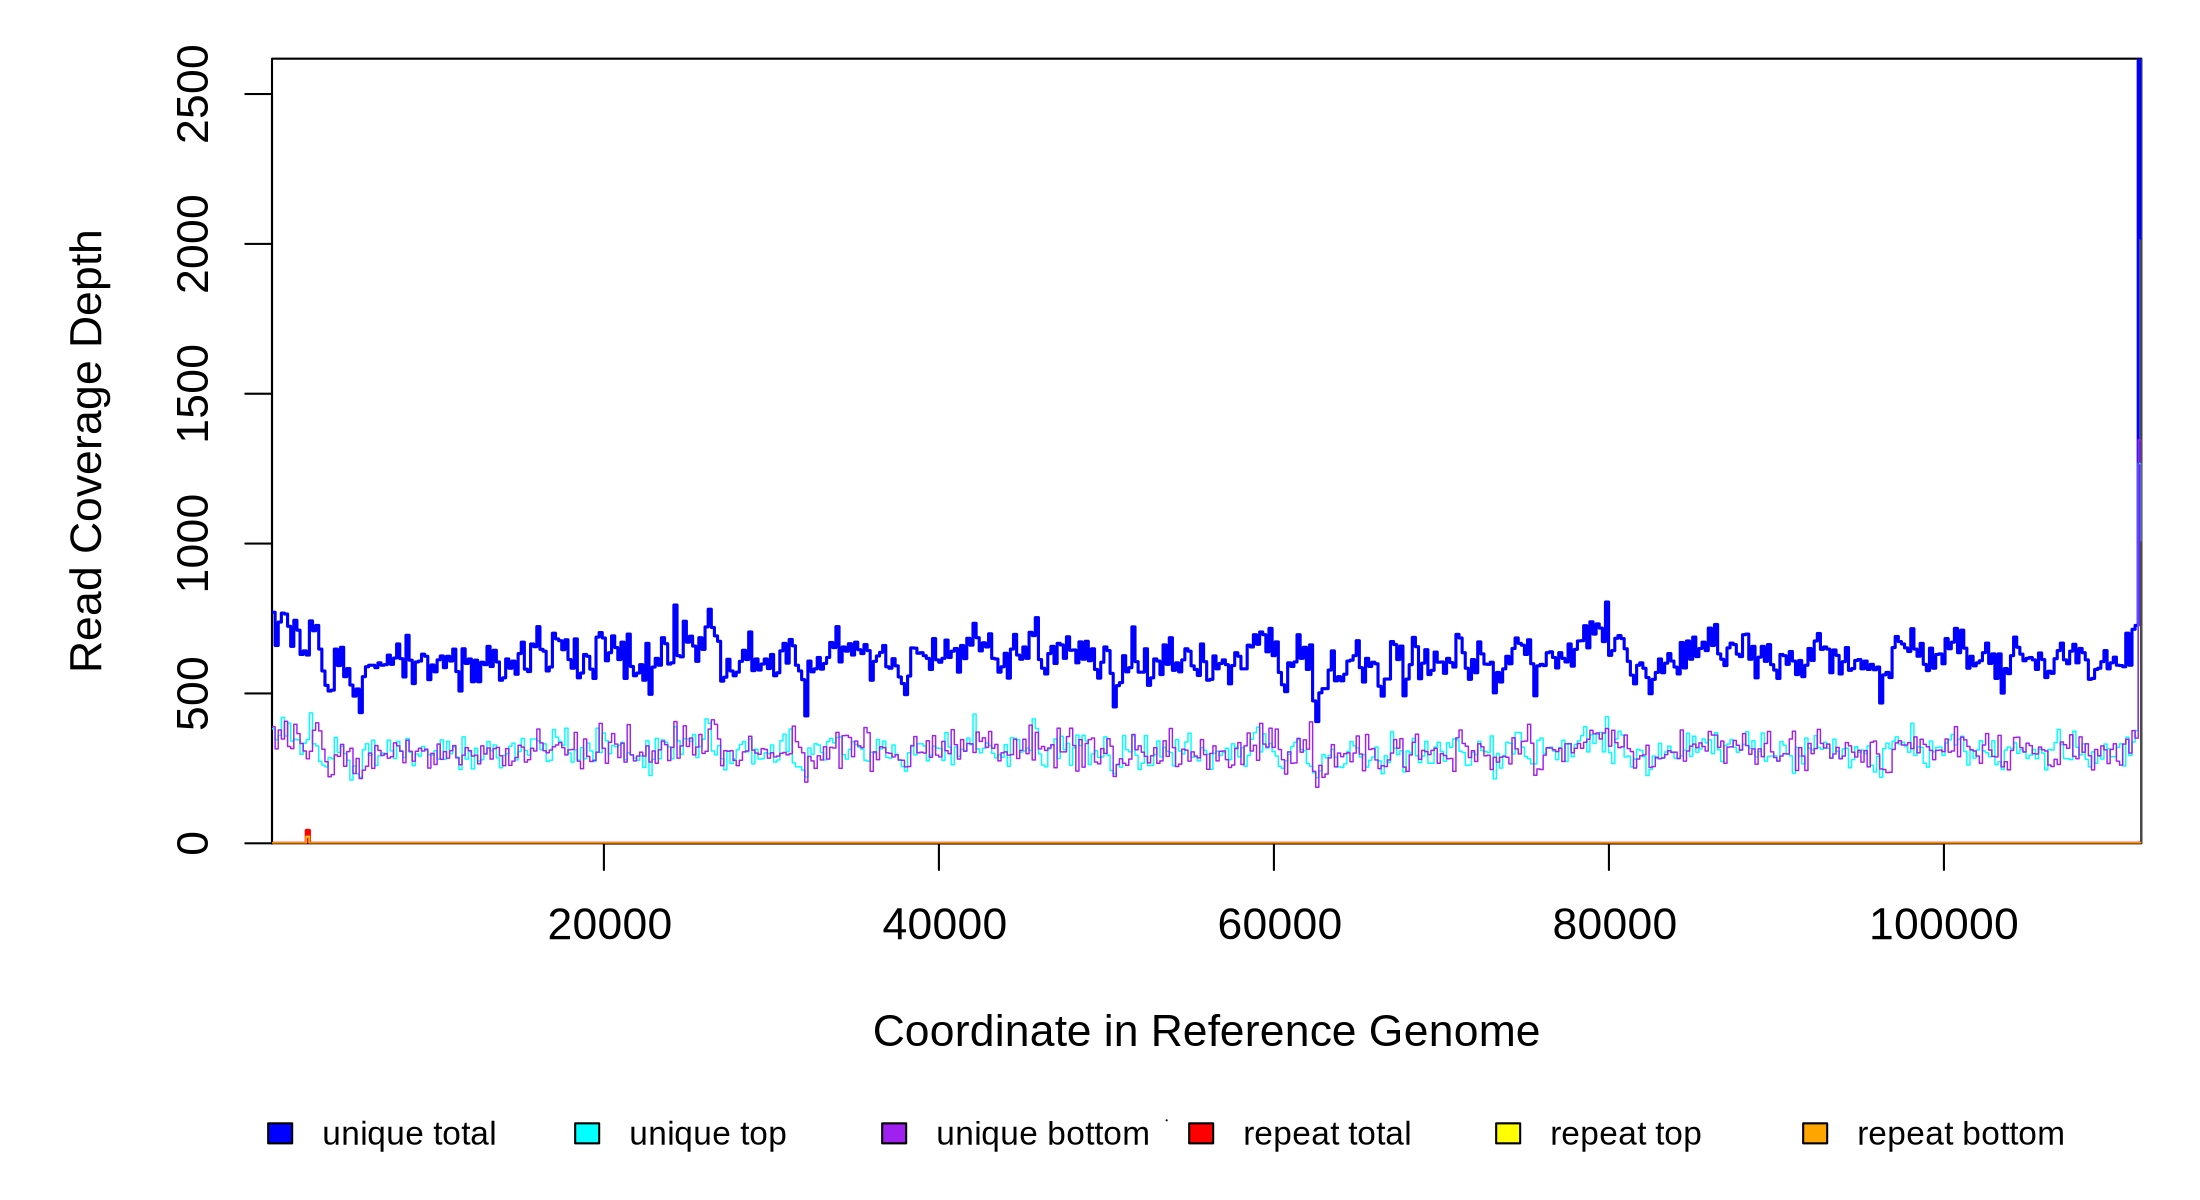 2500
2000
1500
1000
500
0
Read Coverage Depth
20000 40000 60000 80000 100000
Coordinate in Reference Genome
unique total unique top unique bottom repeat total repeat top repeat bottom